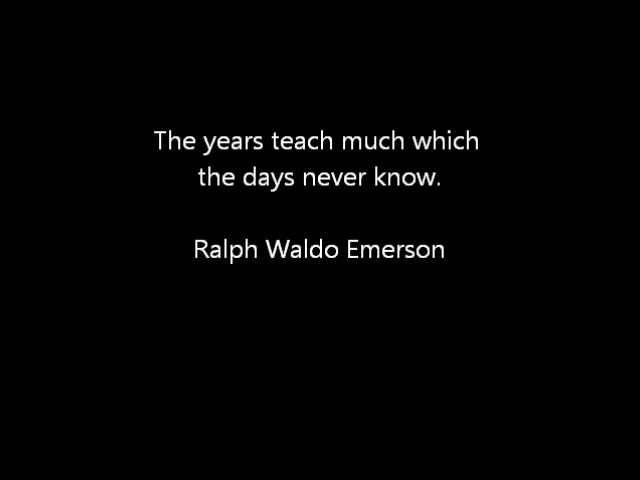 The years teach much which
the days never know.
Ralph Waldo Emerson